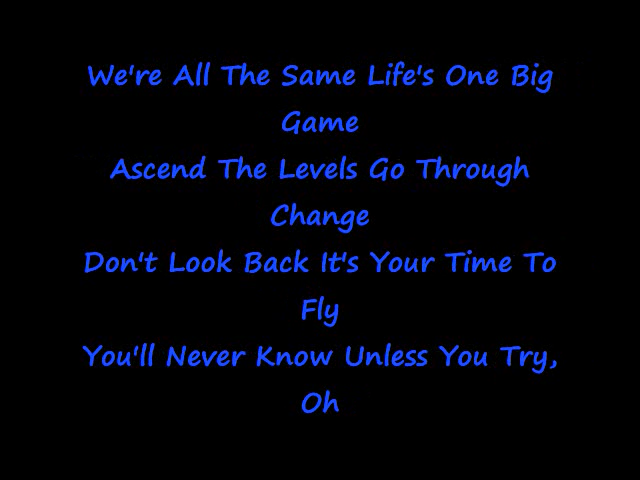 We're All The Same Life's One Big
Game
Ascend The Levels Go Through
Change
Don't Look Back It's Your Time To
Fly
You'll Never Know Unless You Try,
Oh